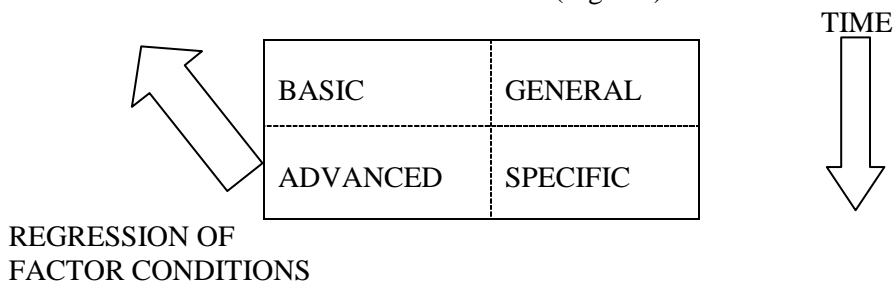 TIME
BASIC GENERAL
ADVANCED SPECIFIC
REGRESSION OF
FACTOR CONDITIONS